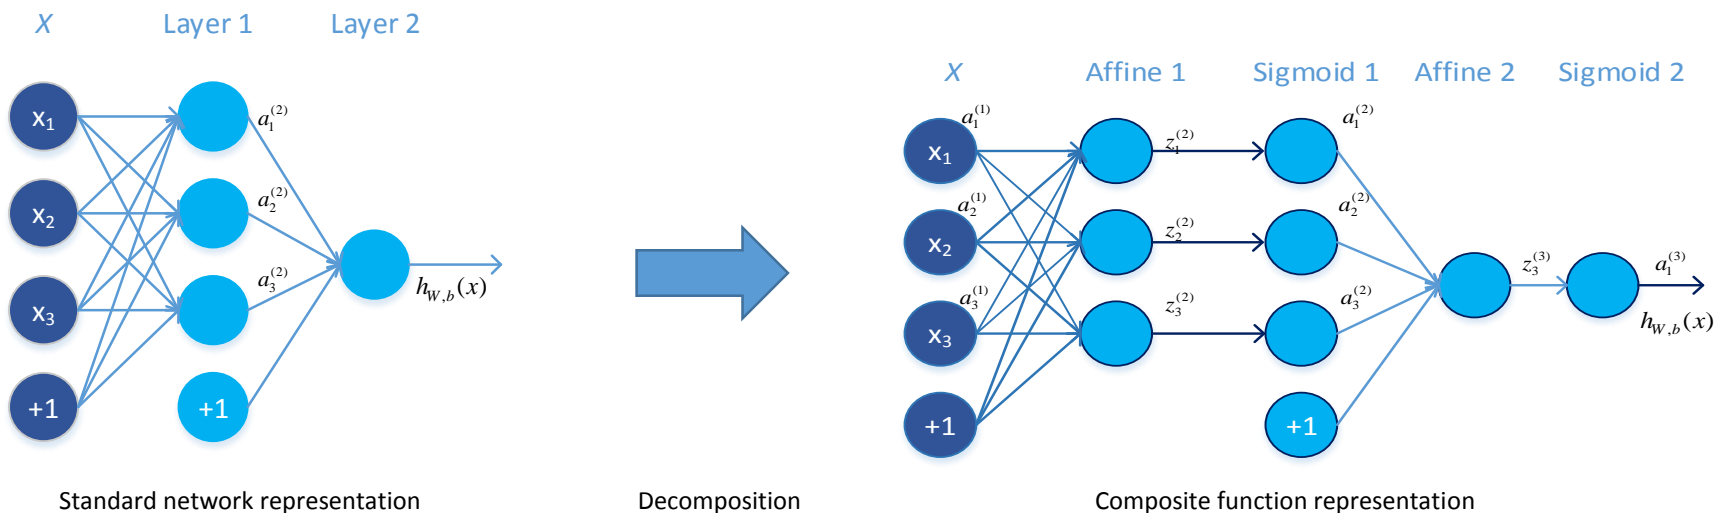 X Layer 1 Layer 2
x₁
a₁⁽²⁾
x₂
a₂⁽²⁾
x₃
a₃⁽²⁾
h_{W,b}(x)
+1 +1
Standard network representation
Decomposition
X Affine 1 Sigmoid 1 Affine 2 Sigmoid 2
a₁⁽¹⁾ z₁⁽²⁾ a₁⁽²⁾
x₁
a₂⁽¹⁾ z₂⁽²⁾ a₂⁽²⁾
x₂
z₃⁽³⁾ a₁⁽³⁾
a₃⁽¹⁾ z₃⁽²⁾ a₃⁽²⁾
x₃
h_{W,b}(x)
+1 +1
Composite function representation